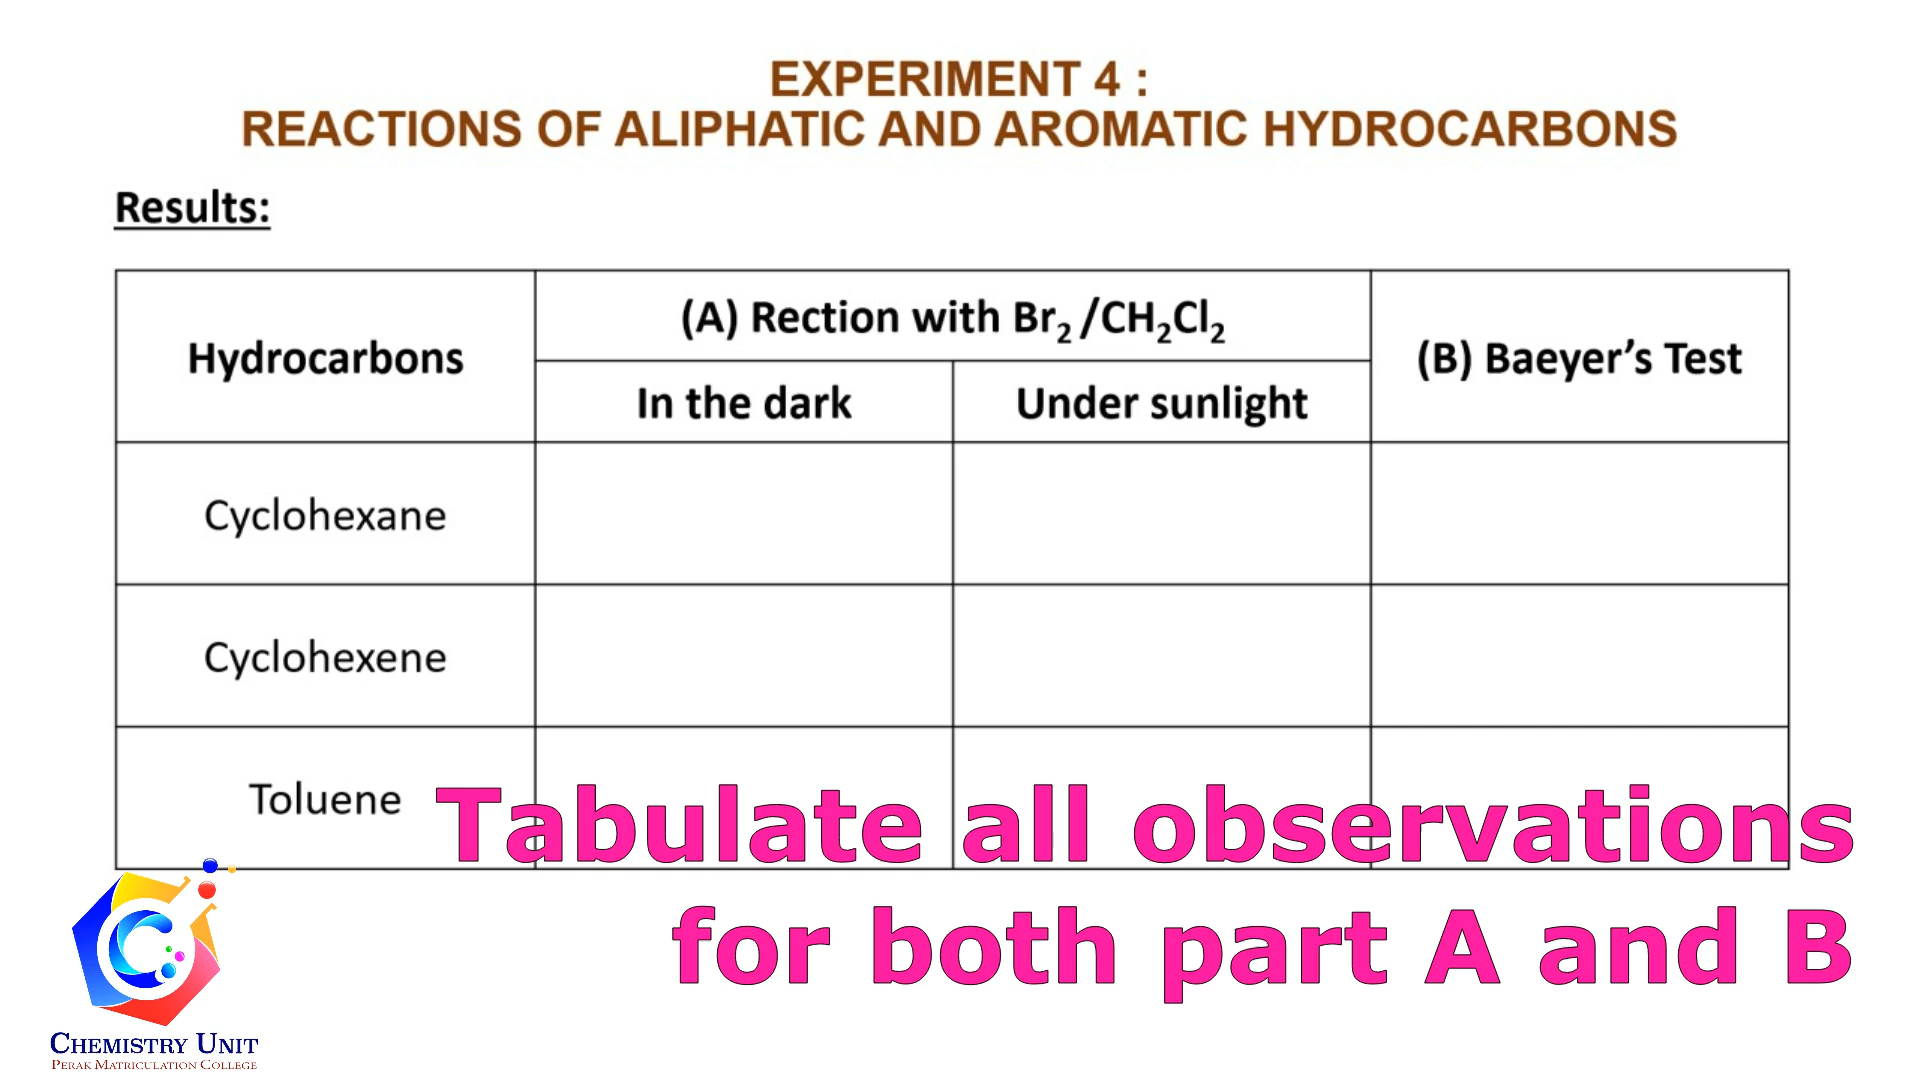 EXPERIMENT 4 :
REACTIONS OF ALIPHATIC AND AROMATIC HYDROCARBONS
Results:
Hydrocarbons
(A) Rection with Br₂ /CH₂Cl₂
(B) Baeyer’s Test
In the dark
Under sunlight
Cyclohexane
Cyclohexene
Toluene
Tabulate all observations
for both part A and B
CHEMISTRY UNIT
PERAK MATRICULATION COLLEGE